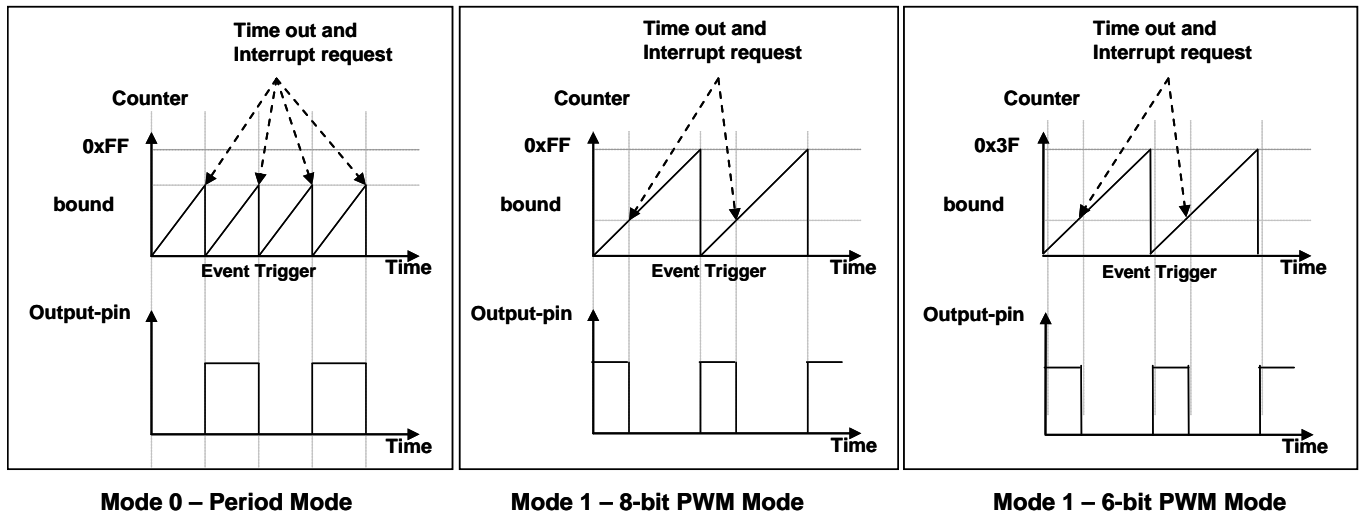 Time out and
Interrupt request
Counter
0xFF
bound
Event Trigger
Time
Output-pin
Time
Mode 0 – Period Mode
Time out and
Interrupt request
Counter
0xFF
bound
Event Trigger
Time
Output-pin
Time
Mode 1 – 8-bit PWM Mode
Time out and
Interrupt request
Counter
0x3F
bound
Event Trigger
Time
Output-pin
Time
Mode 1 – 6-bit PWM Mode